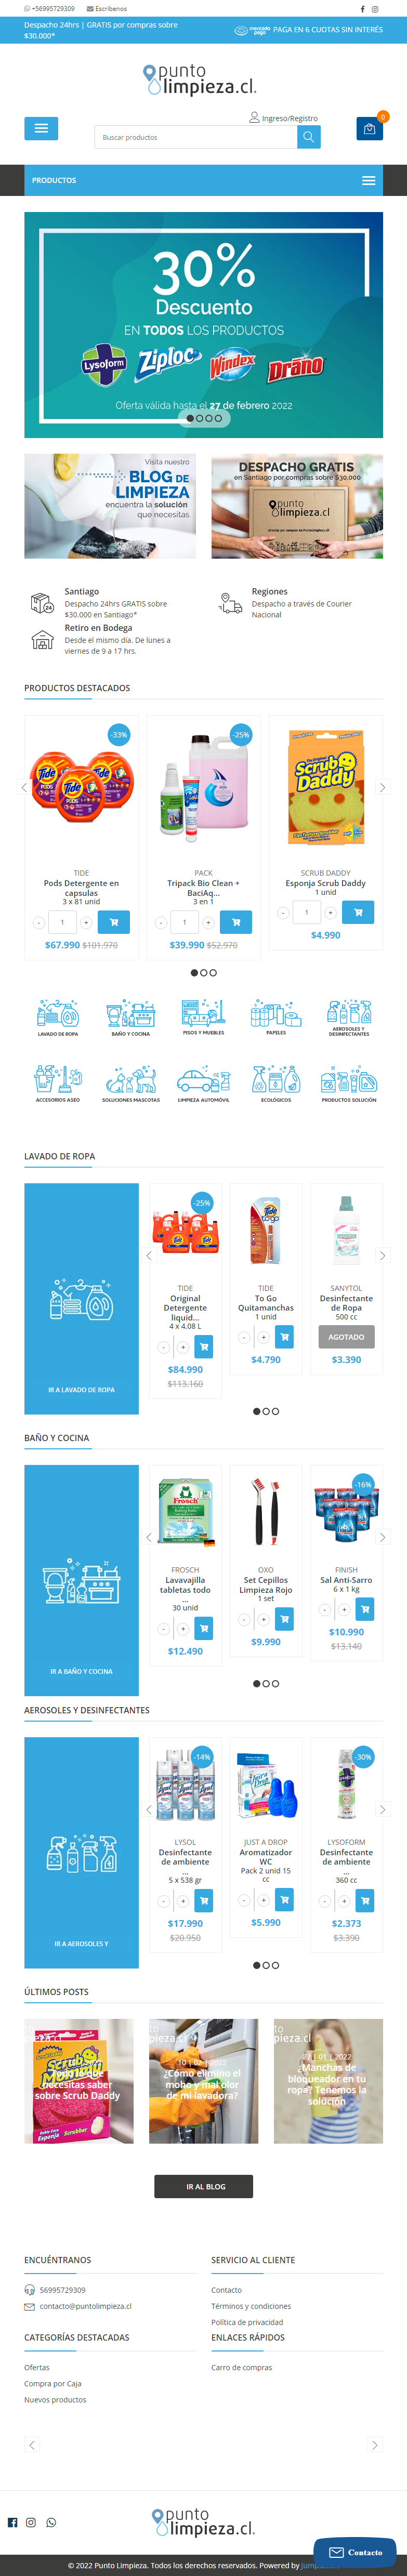 +56995729309
Escríbenos
Despacho 24hrs | GRATIS por compras sobre
$30.000*
mercado pago PAGA EN 6 CUOTAS SIN INTERÉS
punto
limpieza.cl
Ingreso/Registro
0
Buscar productos
PRODUCTOS
30%
Descuento
EN TODOS LOS PRODUCTOS
Lysoform
Ziploc
Windex
Drano
Oferta válida hasta el 27 de febrero 2022
Visita nuestro
BLOG DE
LIMPIEZA
encuentra la solución
que necesitas
DESPACHO GRATIS
en Santiago por compras sobre $30.000
punto
limpieza.cl
Santiago
Despacho 24hrs GRATIS sobre
$30.000 en Santiago*
Retiro en Bodega
Desde el mismo día. De lunes a
viernes de 9 a 17 hrs.
Regiones
Despacho a través de Courier
Nacional
PRODUCTOS DESTACADOS
-33%
TIDE
Pods Detergente en
capsulas
3 x 81 unid
- 1 +
$67.990 $101.970
-25%
PACK
Tripack Bio Clean +
BaciAq...
3 en 1
- 1 +
$39.990 $52.970
Scrub
Daddy
SCRUB DADDY
Esponja Scrub Daddy
1 unid
- 1 +
$4.990
LAVADO DE ROPA
BAÑO Y COCINA
PISOS Y MUEBLES
PAPELES
AEROSOLES Y
DESINFECTANTES
ACCESORIOS ASEO
SOLUCIONES MASCOTAS
LIMPIEZA AUTOMÓVIL
ECOLÓGICOS
PRODUCTOS SOLUCIÓN
LAVADO DE ROPA
IR A LAVADO DE ROPA
-25%
TIDE
Original
Detergente
liquid...
4 x 4,08 L
- +
$84.990
$113.160
TIDE
To Go
Quitamanchas
1 unid
- +
$4.790
SANYTOL
Desinfectante
de Ropa
500 cc
AGOTADO
$3.390
BAÑO Y COCINA
IR A BAÑO Y COCINA
Frosch
FROSCH
Lavavajilla
tabletas todo
...
30 unid
- +
$12.490
OXO
Set Cepillos
Limpieza Rojo
1 set
- +
$9.990
-16%
FINISH
Sal Anti-Sarro
6 x 1 kg
- +
$10.990
$13.140
AEROSOLES Y DESINFECTANTES
IR A AEROSOLES Y
-14%
LYSOL
Desinfectante
de ambiente
...
5 x 538 gr
- +
$17.990
$20.950
JUST A DROP
Aromatizador
WC
Pack 2 unid 15
cc
- +
$5.990
-30%
LYSOFORM
Desinfectante
de ambiente
...
360 cc
- +
$2.373
$3.390
ÚLTIMOS POSTS
necesitas saber
sobre Scrub Daddy
¿Cómo elimino el
moho y mal olor
de mi lavadora?
¿Manchas de
bloqueador en tu
ropa? Tenemos la
solución
IR AL BLOG
ENCUÉNTRANOS
56995729309
contacto@puntolimpieza.cl
SERVICIO AL CLIENTE
Contacto
Términos y condiciones
Política de privacidad
CATEGORÍAS DESTACADAS
Ofertas
Compra por Caja
Nuevos productos
ENLACES RÁPIDOS
Carro de compras
punto
limpieza.cl
Contacto
© 2022 Punto Limpieza. Todos los derechos reservados. Powered by